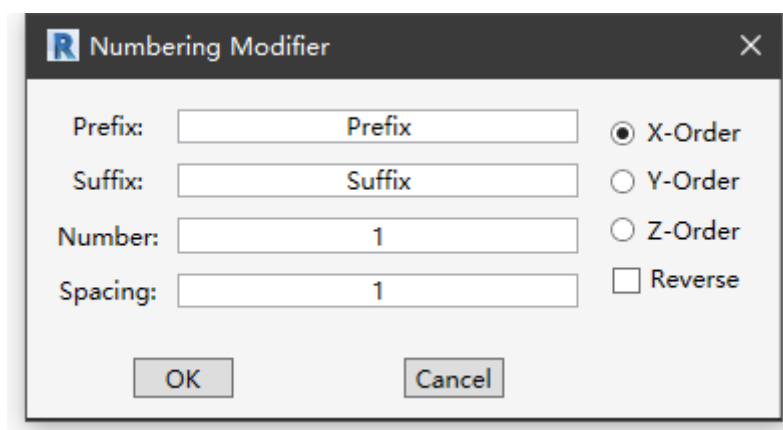 Numbering Modifier
Prefix: Prefix
X-Order
Suffix: Suffix
Y-Order
Number: 1
Z-Order
Spacing: 1
Reverse
OK
Cancel